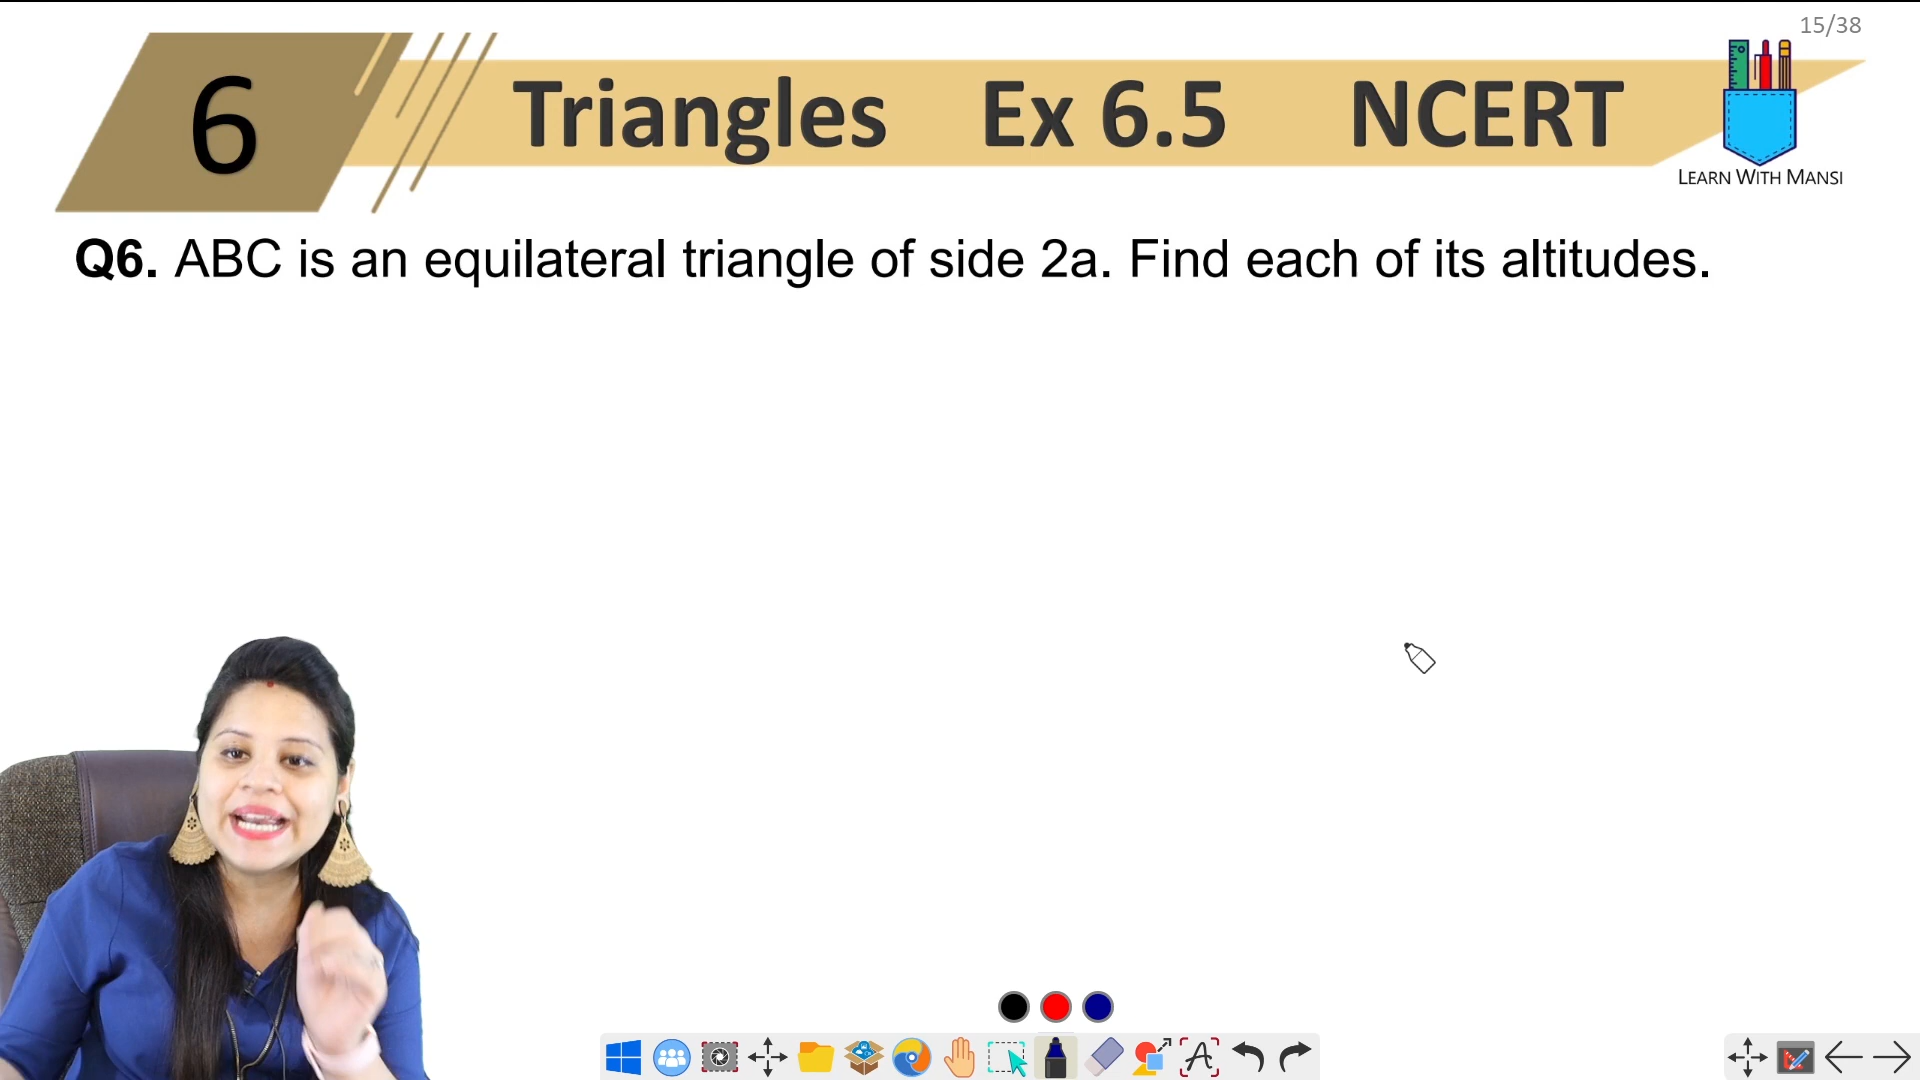 15/38
6 Triangles Ex 6.5 NCERT
LEARN WITH MANSI
Q6. ABC is an equilateral triangle of side 2a. Find each of its altitudes.